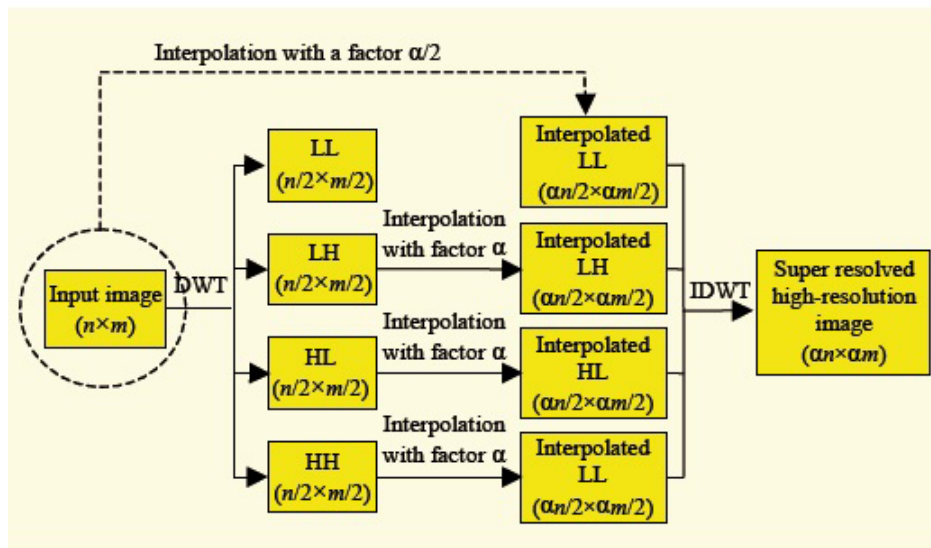 Interpolation with a factor α/2
LL
(n/2×m/2)
Interpolated
LL
(αn/2×αm/2)
Input image
(n×m)
DWT
LH
(n/2×m/2)
Interpolation
with factor α
Interpolated
LH
(αn/2×αm/2)
HL
(n/2×m/2)
Interpolation
with factor α
Interpolated
HL
(αn/2×αm/2)
HH
(n/2×m/2)
Interpolation
with factor α
Interpolated
LL
(αn/2×αm/2)
IDWT
Super resolved
high-resolution
image
(αn×αm)